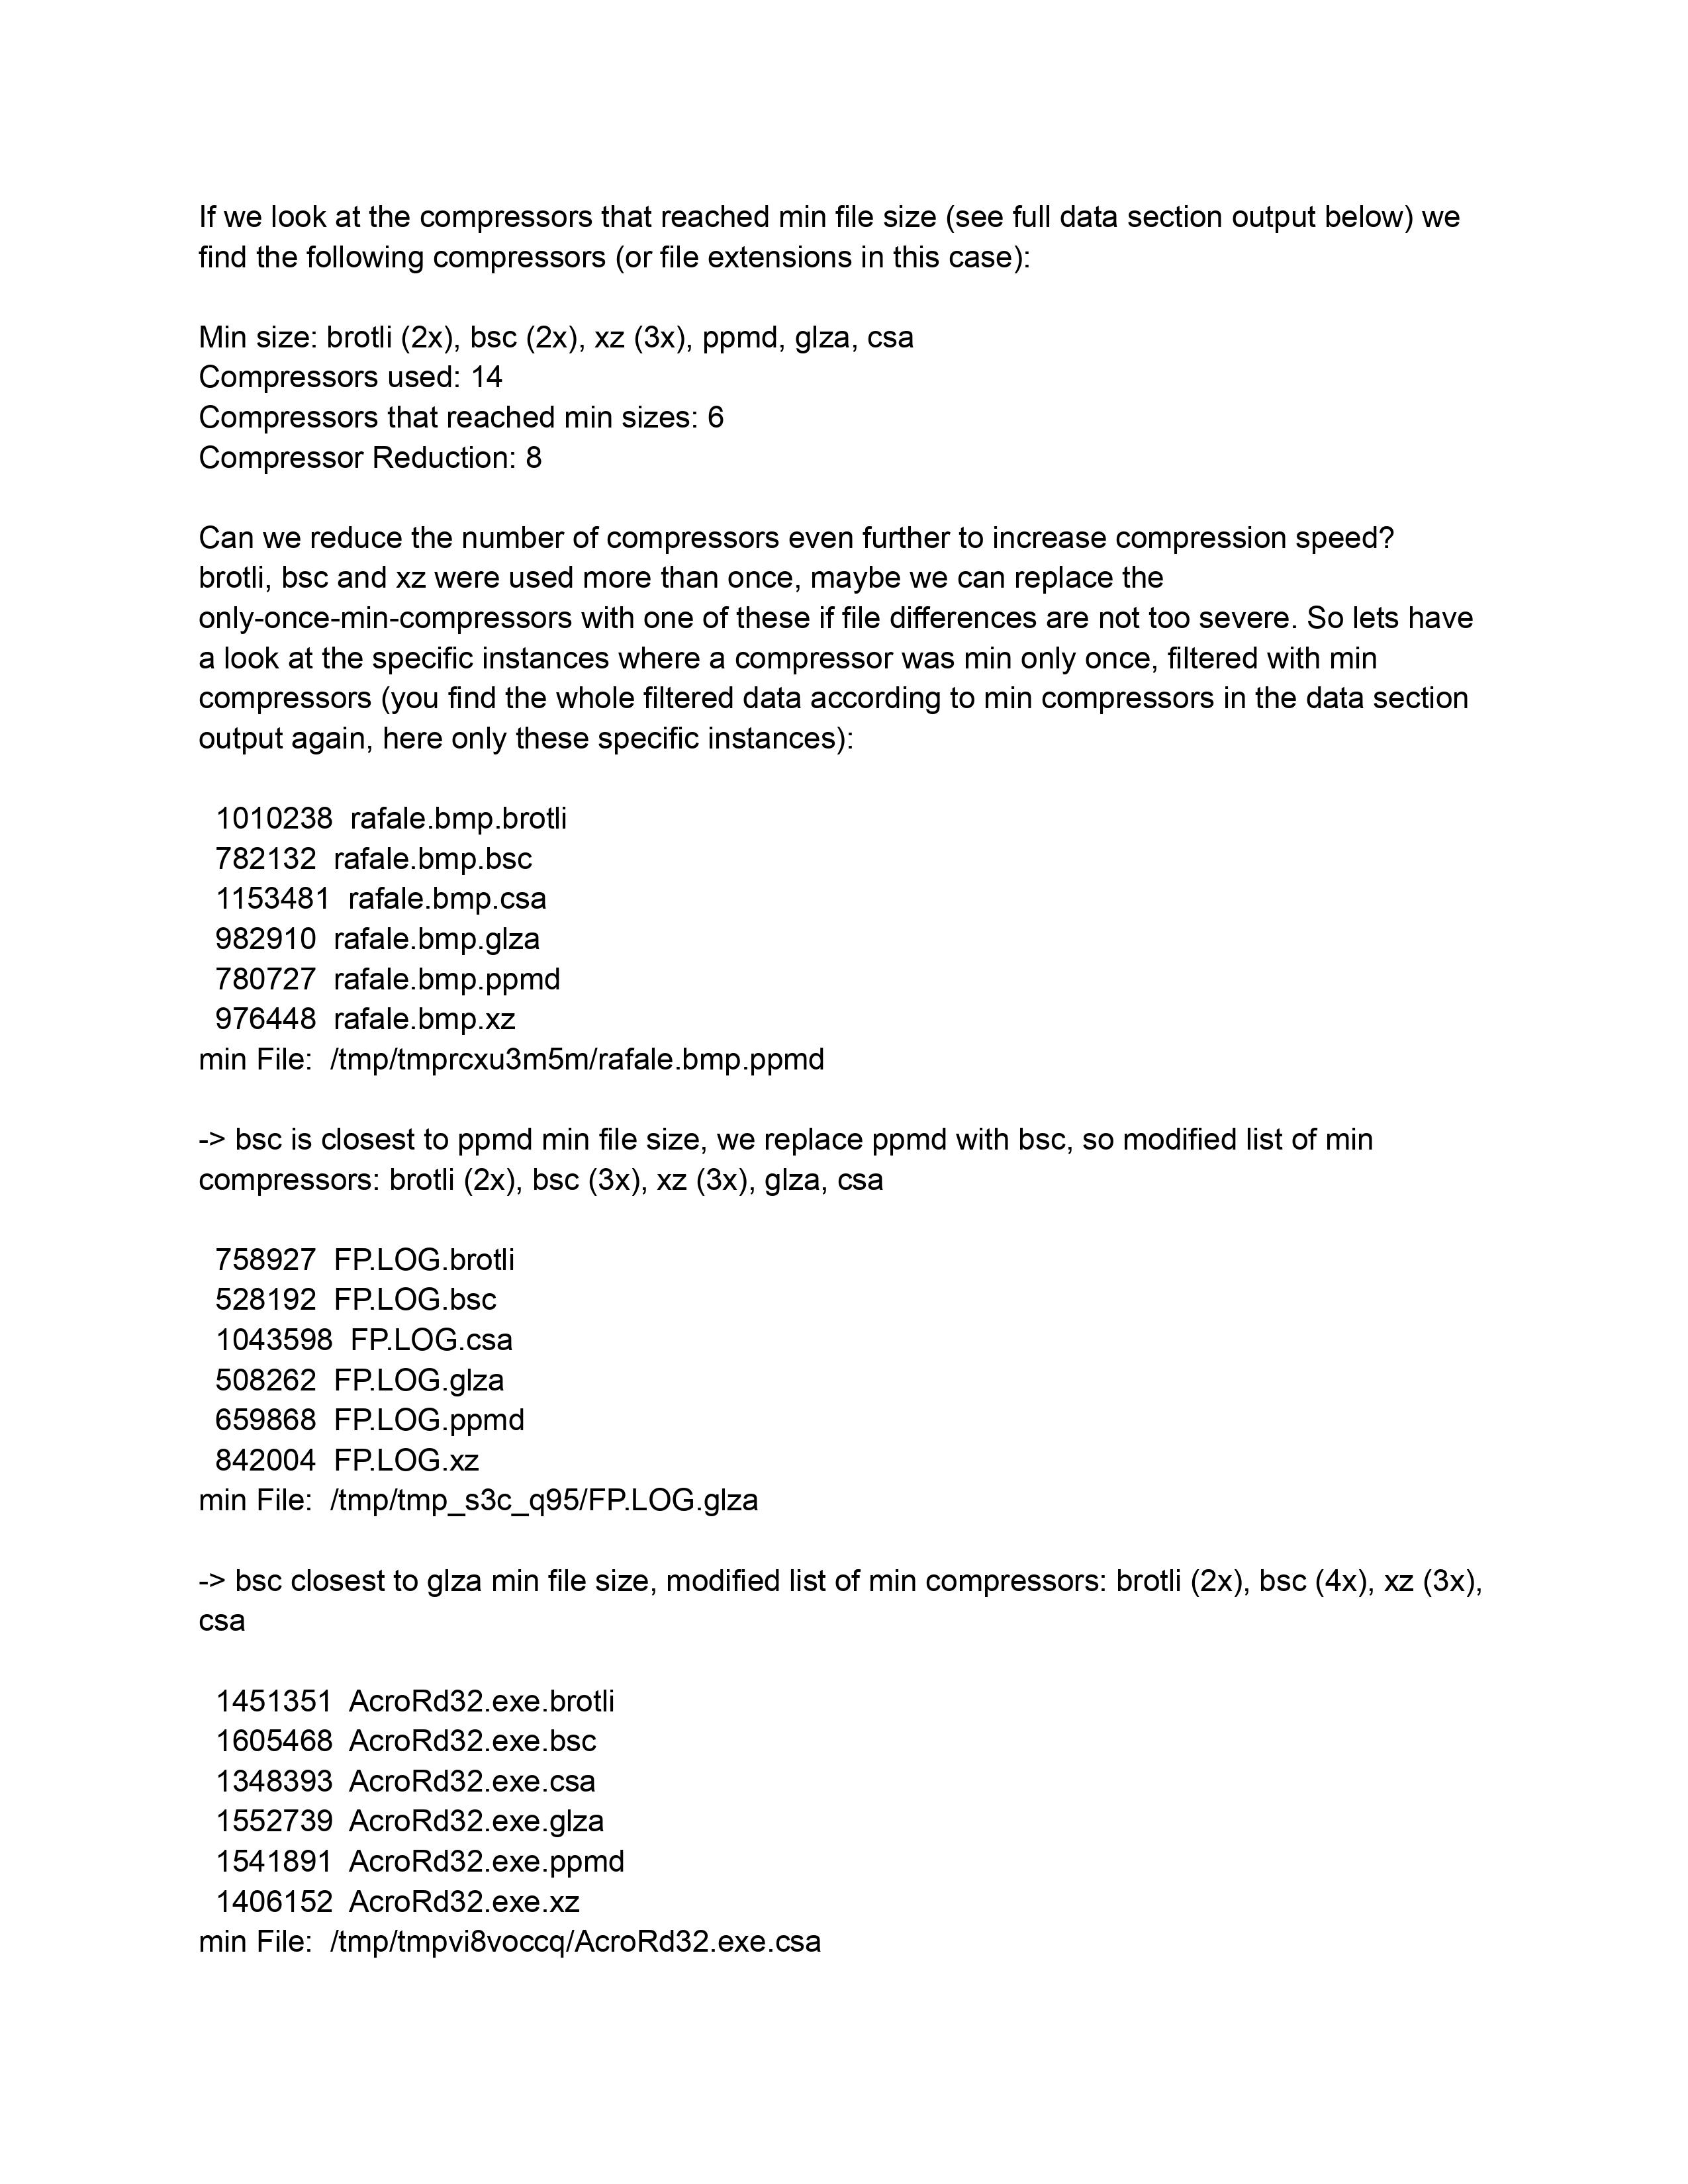 If we look at the compressors that reached min file size (see full data section output below) we
find the following compressors (or file extensions in this case):
Min size: brotli (2x), bsc (2x), xz (3x), ppmd, glza, csa
Compressors used: 14
Compressors that reached min sizes: 6
Compressor Reduction: 8
Can we reduce the number of compressors even further to increase compression speed?
brotli, bsc and xz were used more than once, maybe we can replace the
only-once-min-compressors with one of these if file differences are not too severe. So lets have
a look at the specific instances where a compressor was min only once, filtered with min
compressors (you find the whole filtered data according to min compressors in the data section
output again, here only these specific instances):
1010238 rafale.bmp.brotli
782132 rafale.bmp.bsc
1153481 rafale.bmp.csa
982910 rafale.bmp.glza
780727 rafale.bmp.ppmd
976448 rafale.bmp.xz
min File: /tmp/tmprcxu3m5m/rafale.bmp.ppmd
-> bsc is closest to ppmd min file size, we replace ppmd with bsc, so modified list of min
compressors: brotli (2x), bsc (3x), xz (3x), glza, csa
758927 FP.LOG.brotli
528192 FP.LOG.bsc
1043598 FP.LOG.csa
508262 FP.LOG.glza
659868 FP.LOG.ppmd
842004 FP.LOG.xz
min File: /tmp/tmp_s3c_q95/FP.LOG.glza
-> bsc closest to glza min file size, modified list of min compressors: brotli (2x), bsc (4x), xz (3x),
csa
1451351 AcroRd32.exe.brotli
1605468 AcroRd32.exe.bsc
1348393 AcroRd32.exe.csa
1552739 AcroRd32.exe.glza
1541891 AcroRd32.exe.ppmd
1406152 AcroRd32.exe.xz
min File: /tmp/tmpvi8voccq/AcroRd32.exe.csa